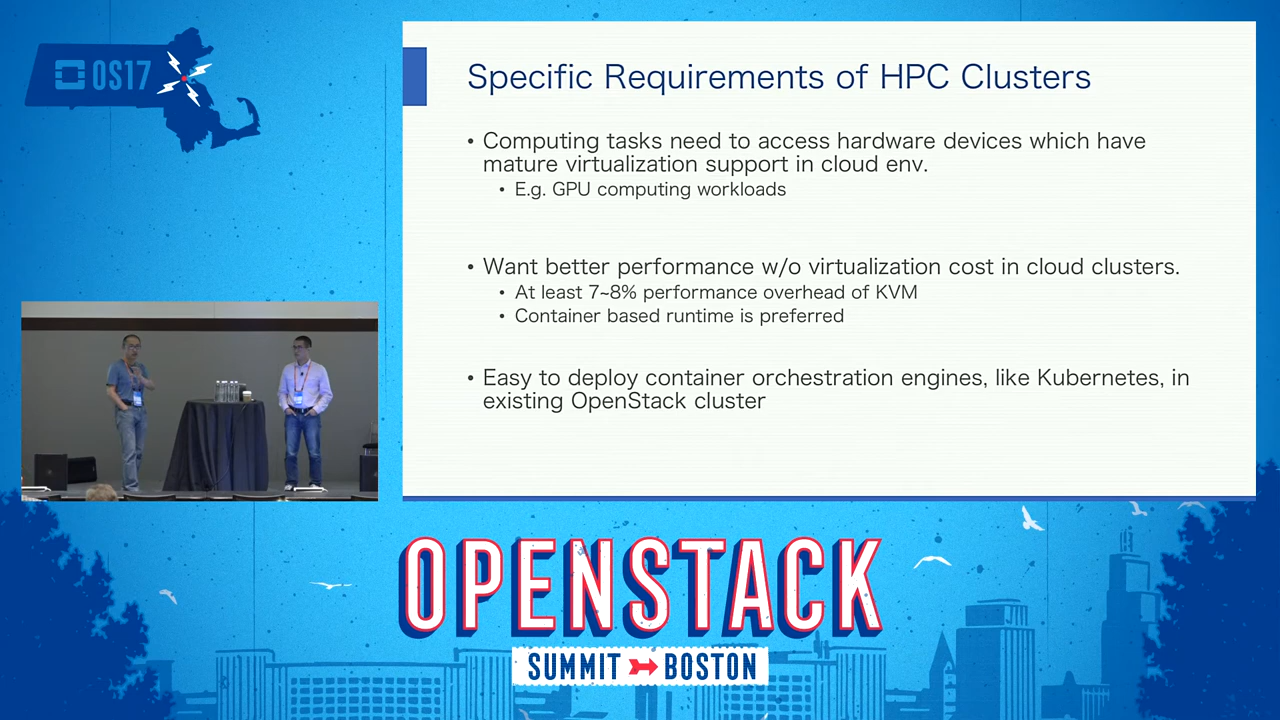 OS17
Specific Requirements of HPC Clusters
• Computing tasks need to access hardware devices which have
mature virtualization support in cloud env.
• E.g. GPU computing workloads
• Want better performance w/o virtualization cost in cloud clusters.
• At least 7~8% performance overhead of KVM
• Container based runtime is preferred
• Easy to deploy container orchestration engines, like Kubernetes, in
existing OpenStack cluster
OPENSTACK
SUMMIT BOSTON